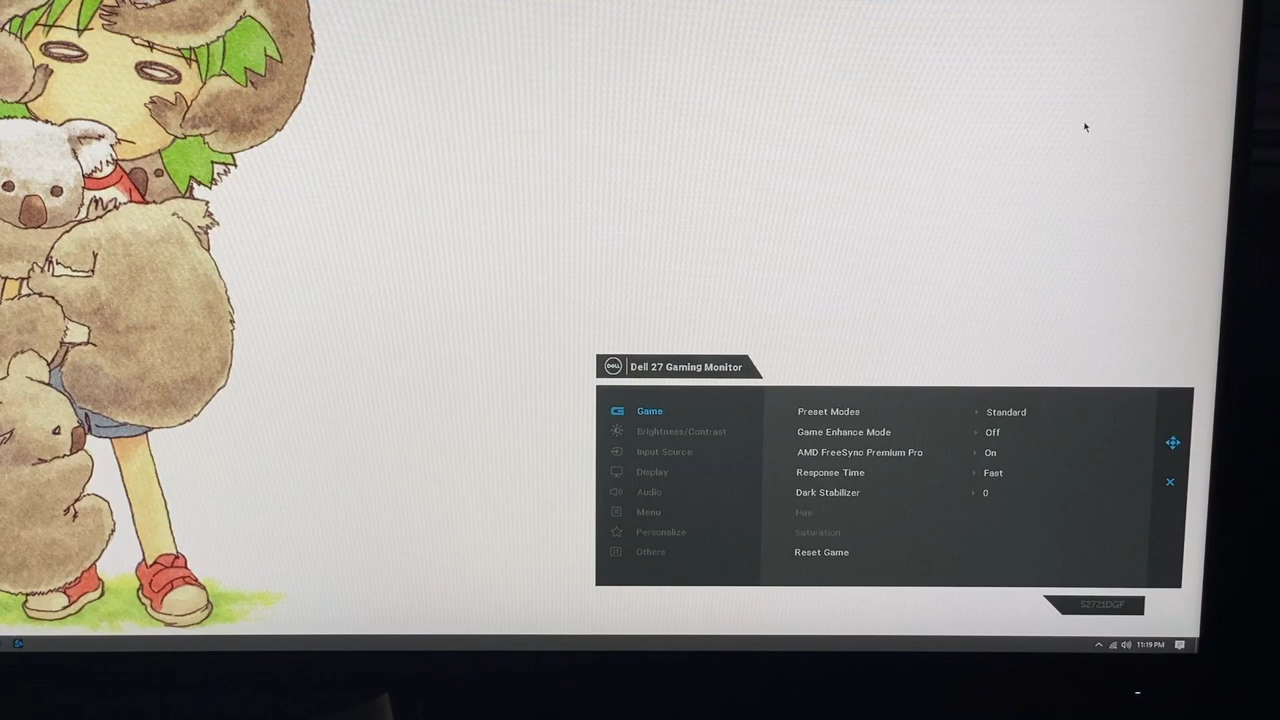 DELL Dell 27 Gaming Monitor
Game
Brightness/Contrast
Input Source
Display
Audio
Menu
Personalize
Others
Preset Modes Standard
Game Enhance Mode Off
AMD FreeSync Premium Pro On
Response Time Fast
Dark Stabilizer 0
Hue
Saturation
Reset Game
S2721DGF
11:19 PM